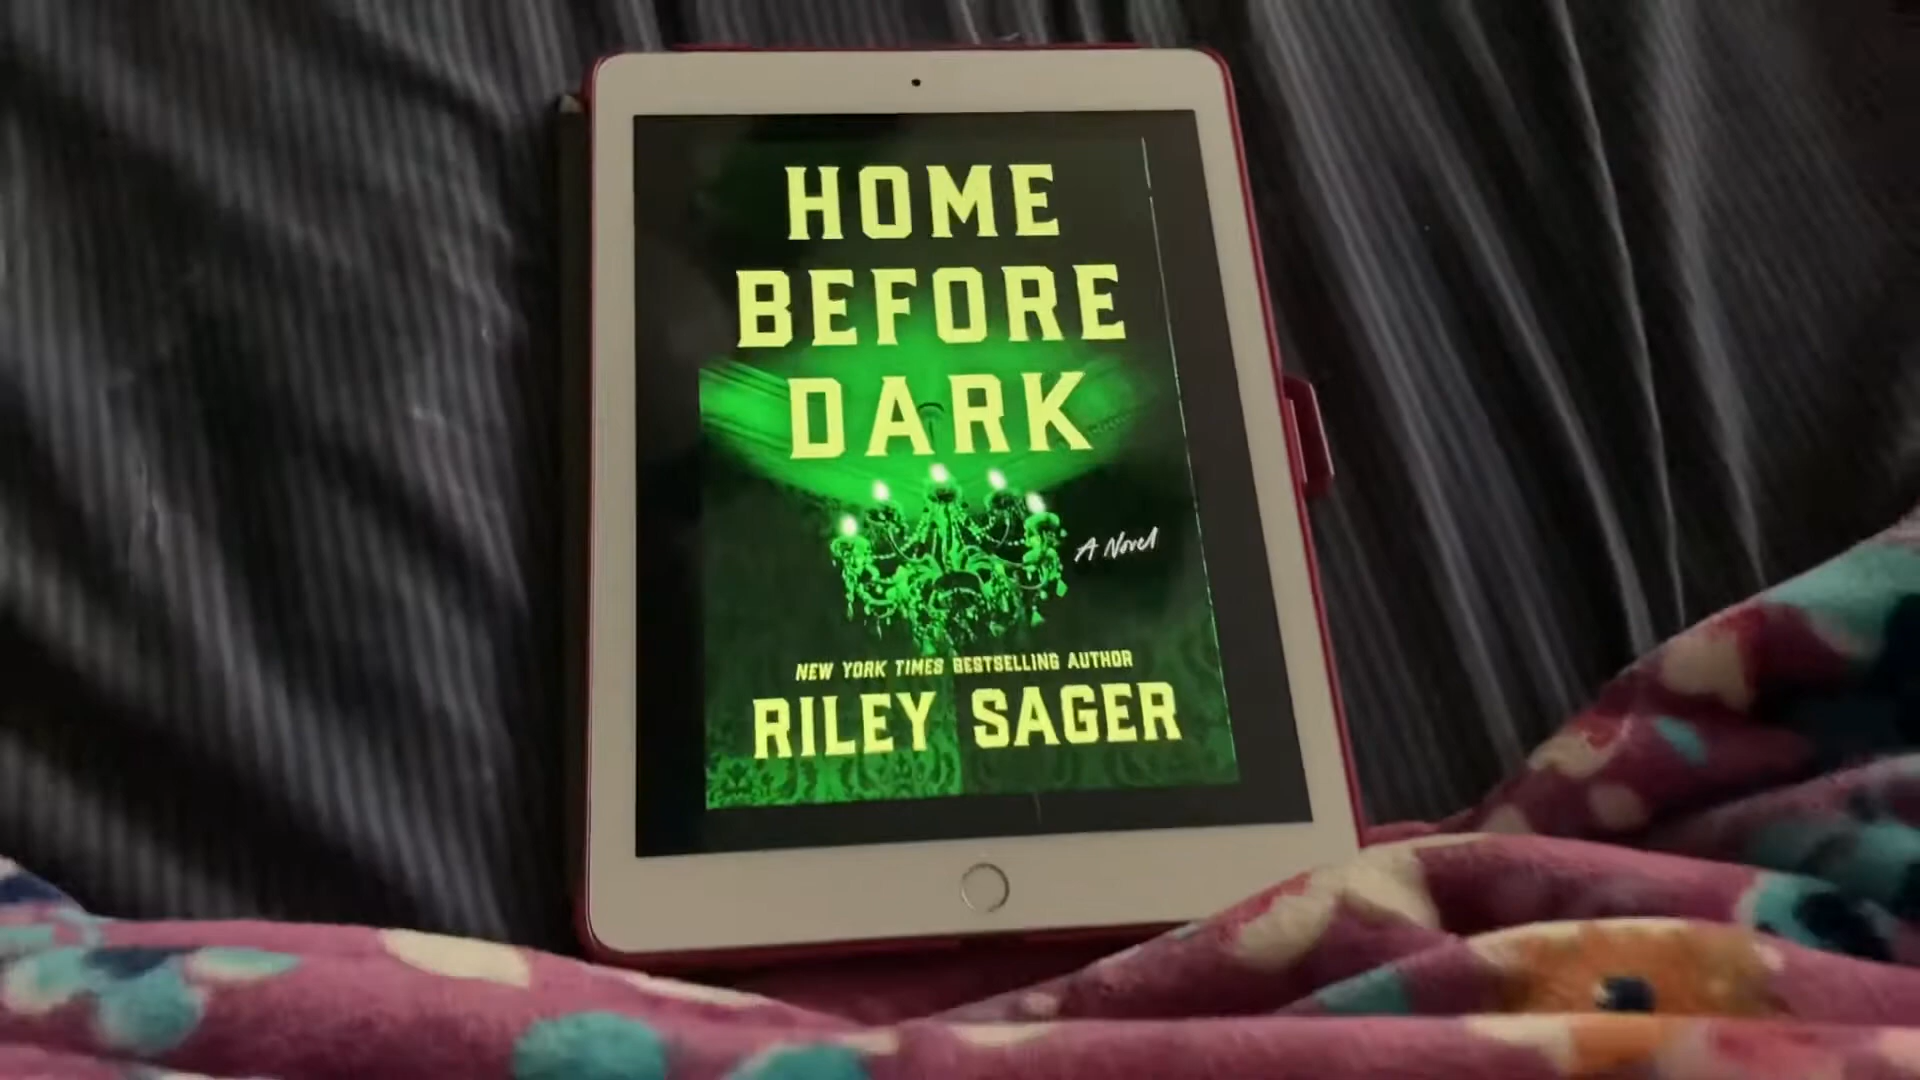 HOME
BEFORE
DARK
A Novel
NEW YORK TIMES BESTSELLING AUTHOR
RILEY SAGER